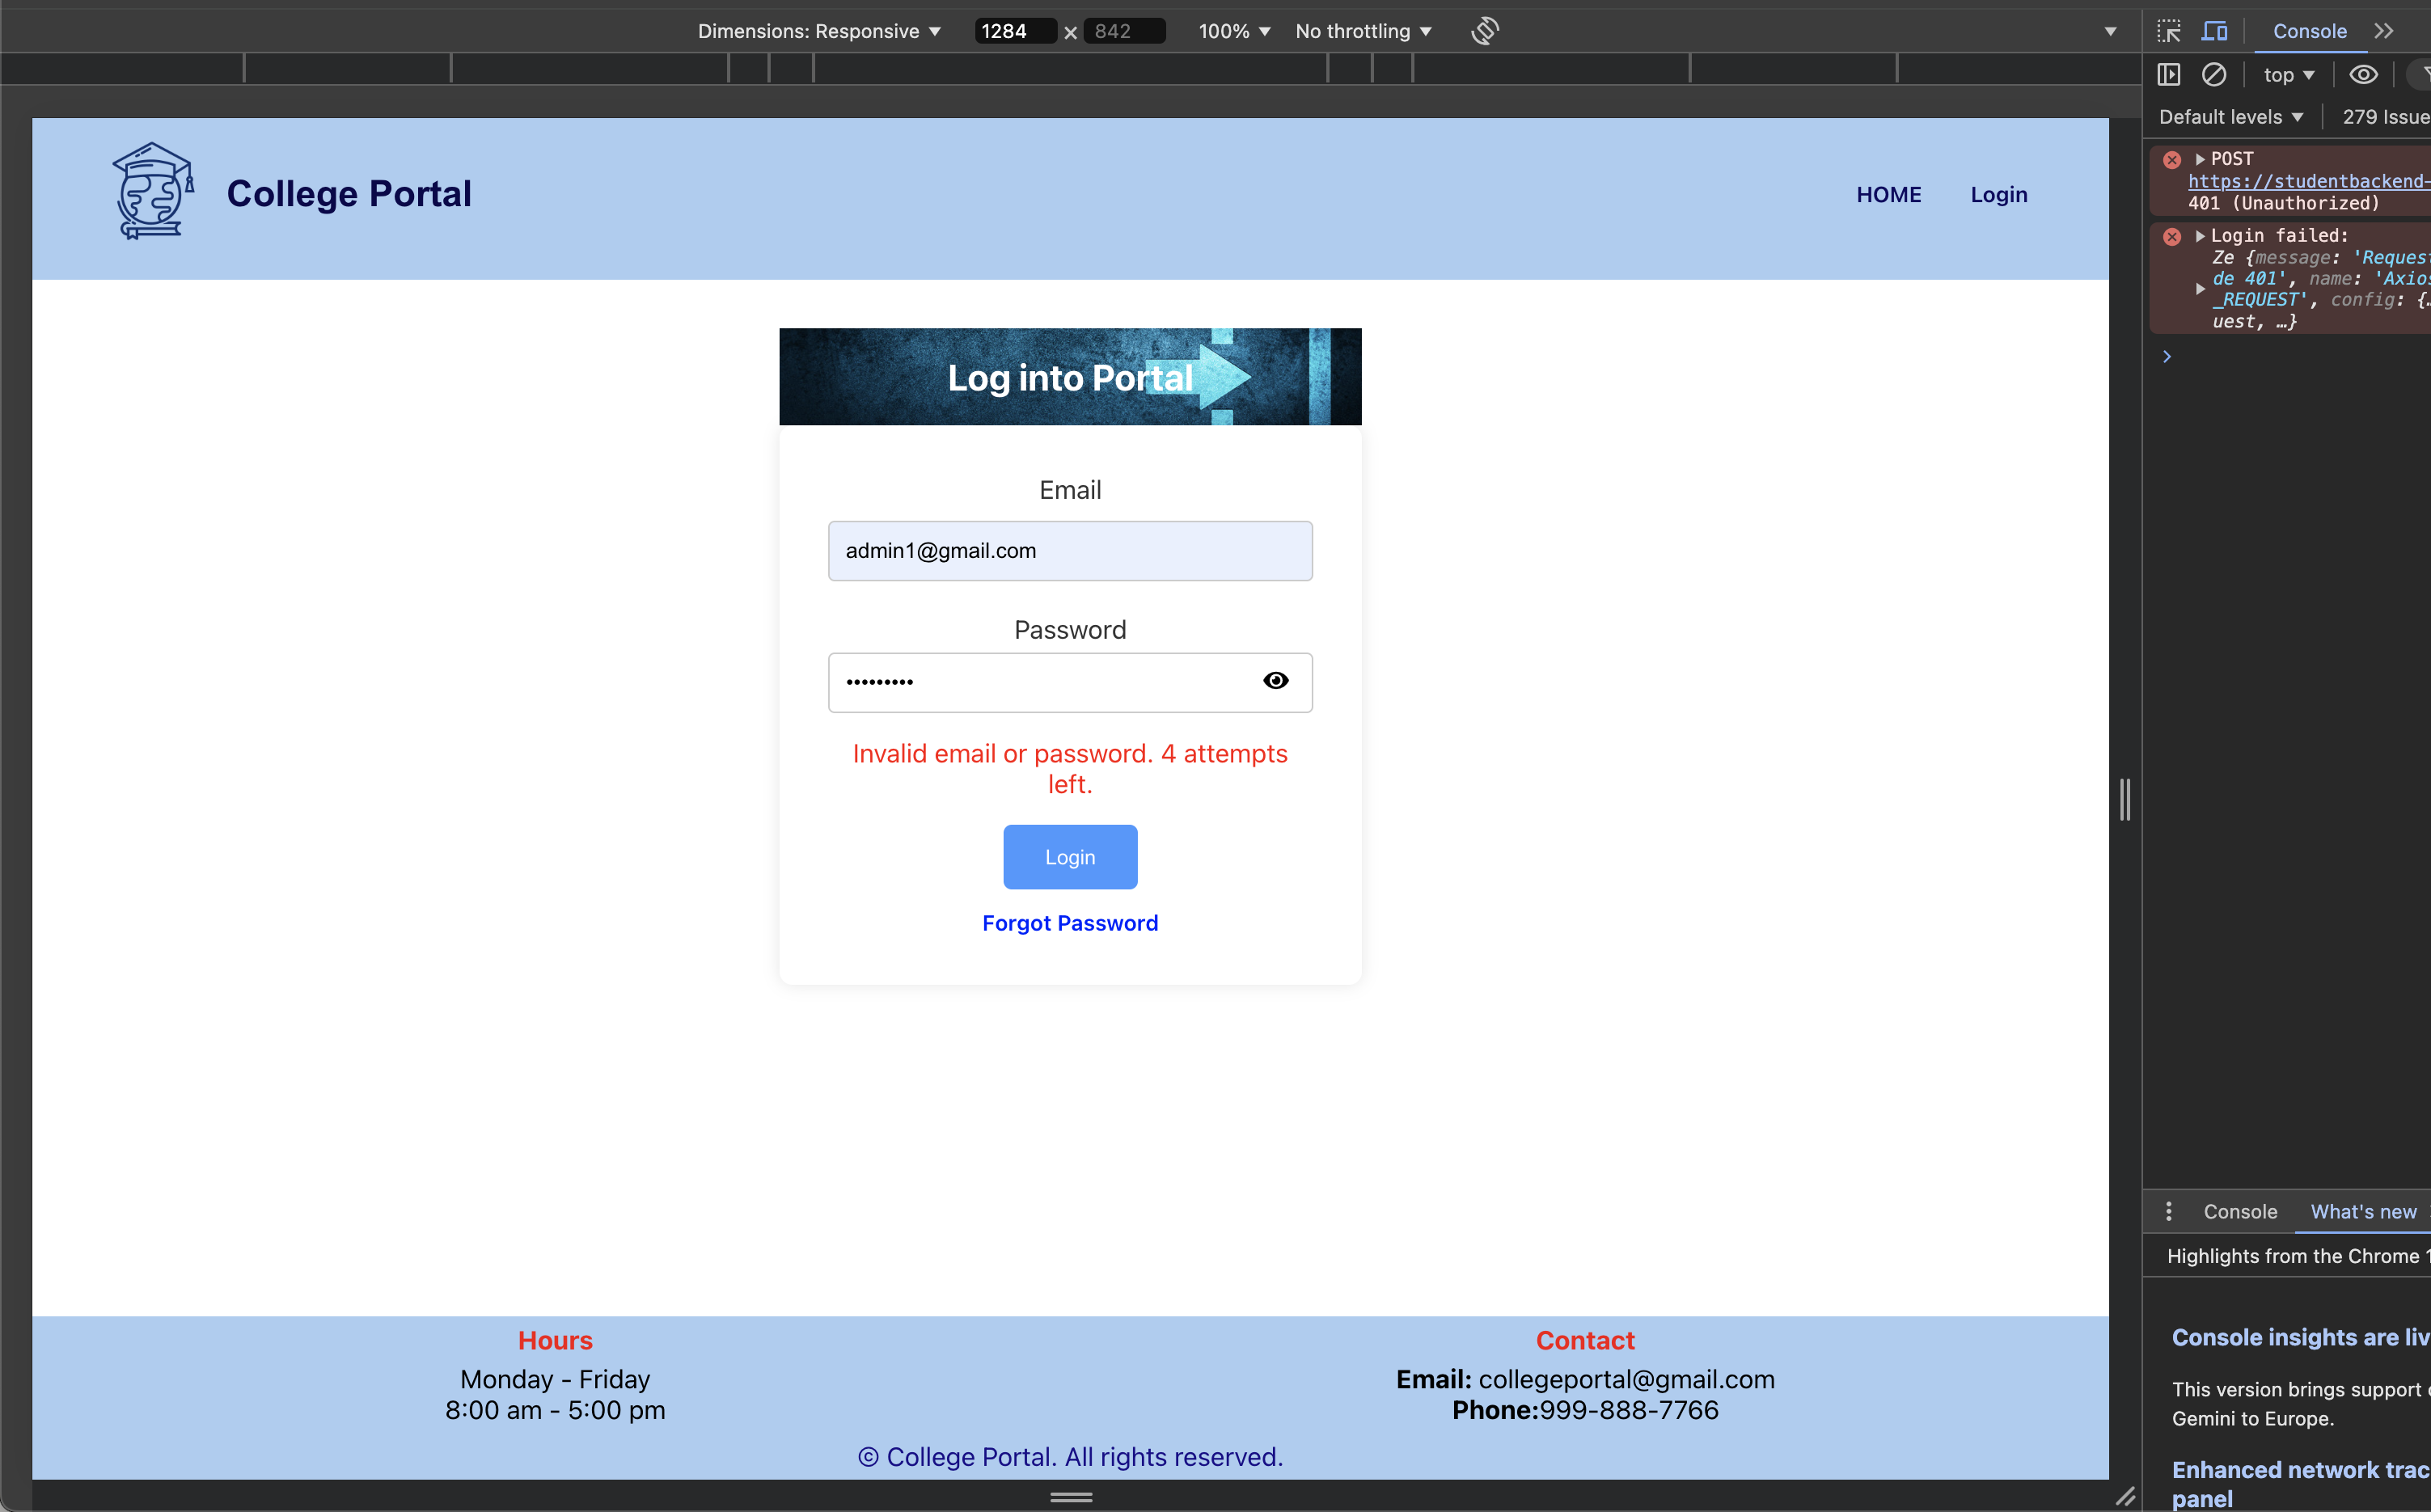 Dimensions: Responsive ▼ 1284 × 842 100% ▼ No throttling ▼
Console
top ▼
Default levels ▼ 279 Issue
POST
https://studentbackend-
401 (Unauthorized)
Login failed:
Ze {message: 'Request
de 401', name: 'Axios
_REQUEST', config: {…
uest, …}
College Portal
HOME Login
Log into Portal
Email
admin1@gmail.com
Password
•••••••••
Invalid email or password. 4 attempts
left.
Login
Forgot Password
Hours
Monday - Friday
8:00 am - 5:00 pm
Contact
Email: collegeportal@gmail.com
Phone:999-888-7766
© College Portal. All rights reserved.
Console What's new
Highlights from the Chrome 1
Console insights are liv
This version brings support
Gemini to Europe.
Enhanced network trac
panel